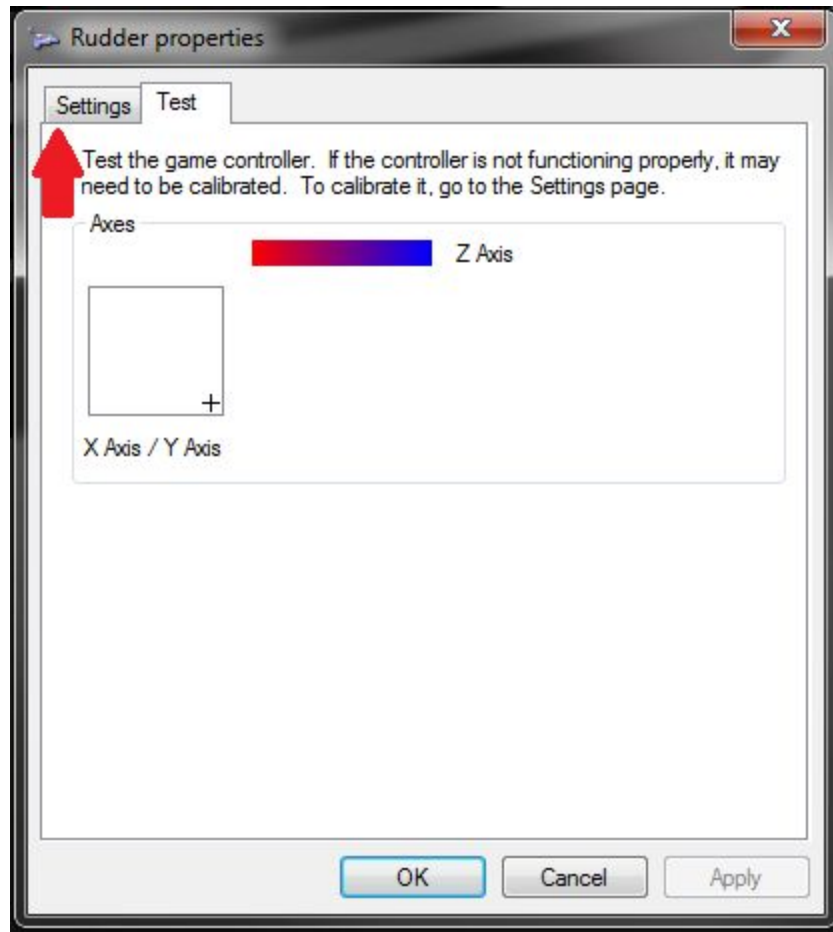 Rudder properties
Settings Test
Test the game controller.  If the controller is not functioning properly, it may
need to be calibrated.  To calibrate it, go to the Settings page.
Axes
Z Axis
X Axis / Y Axis
OK Cancel Apply